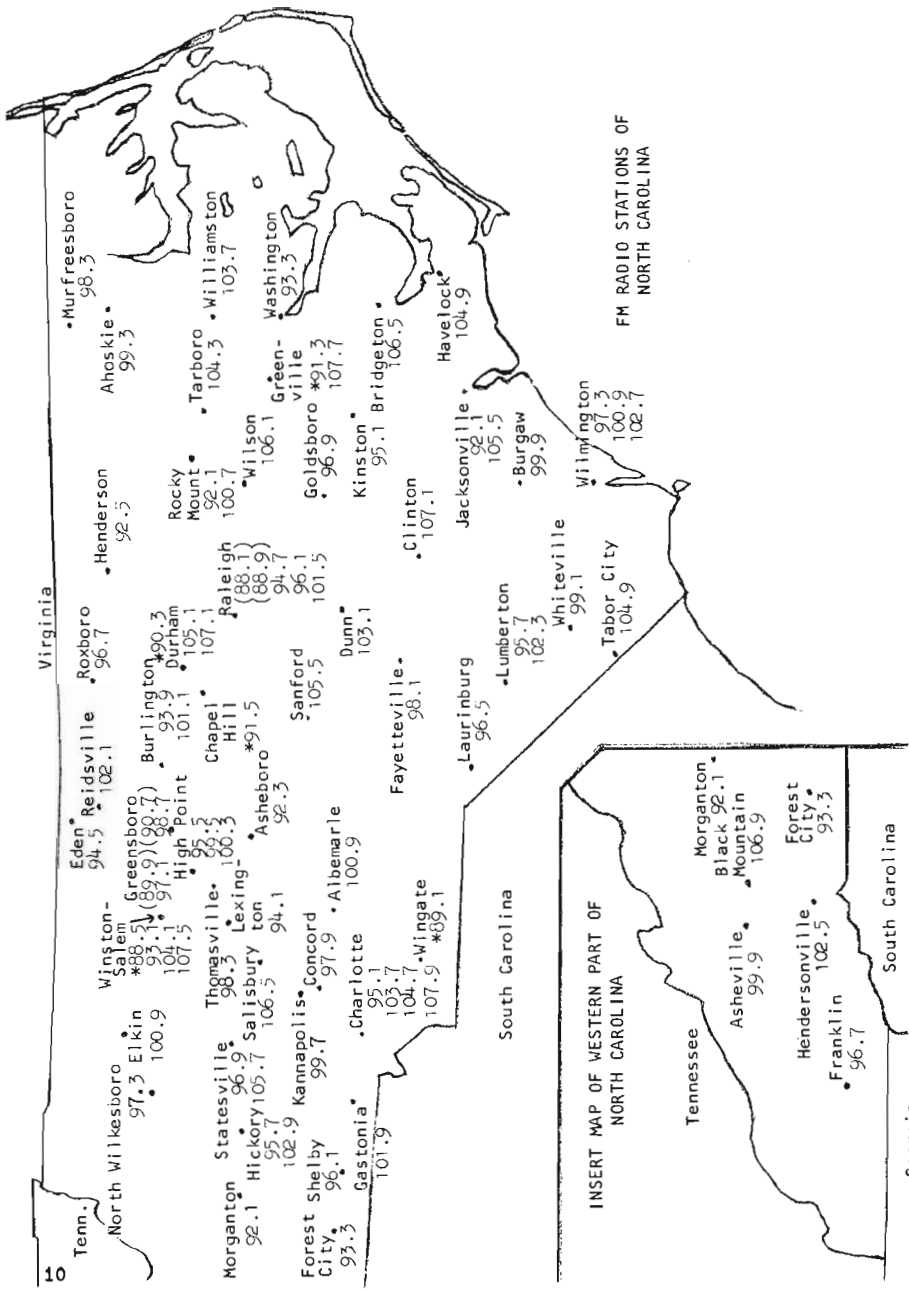 10
Tenn.
Virginia
North Wilkesboro
97.3
Elkin
100.9
Winston-
Salem
*88.5
93.1
104.1
107.5
Eden
94.5
Reidsville
102.1
Greensboro
(89.9)(90.7)
97.1 98.7
High Point
95.5
99.5
100.3
Burlington
93.9
101.1
Roxboro
96.7
*90.3
Durham
105.1
107.1
Henderson
92.5
Murfreesboro
98.3
Ahoskie
99.3
Rocky
Mount
92.1
100.7
Tarboro
104.3
Williamston
103.7
Morganton
92.1
Statesville
96.9
105.7
Hickory
95.7
102.9
Thomasville
98.3
Lexing-
ton
94.1
Salisbury
106.5
Asheboro
92.3
Chapel
Hill
*91.5
Raleigh
(88.1)
(88.9)
94.7
96.1
101.5
Wilson
106.1
Green-
ville
*91.3
107.7
Washington
93.3
Forest
City
93.3
Shelby
96.1
Kannapolis
99.7
Concord
97.9
Albemarle
100.9
Sanford
105.5
Dunn
103.1
Goldsboro
96.9
Kinston
95.1
Bridgeton
106.5
Gastonia
101.9
Charlotte
95.1
103.7
104.7
107.9
Wingate
*89.1
Fayetteville
98.1
Clinton
107.1
Havelock
104.9
Laurinburg
96.5
Lumberton
95.7
102.3
Jacksonville
92.1
105.5
Burgaw
99.9
South Carolina
Whiteville
99.1
Tabor City
104.9
Wilmington
97.3
100.9
102.7
FM RADIO STATIONS OF
NORTH CAROLINA
INSERT MAP OF WESTERN PART OF
NORTH CAROLINA
Tennessee
Asheville
99.9
Morganton
92.1
Black
Mountain
106.9
Hendersonville
102.5
Forest
City
93.3
Franklin
96.7
South Carolina